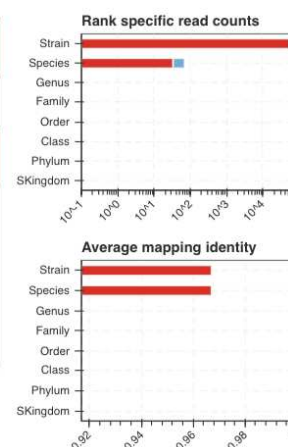 Rank specific read counts
Strain
Species
Genus
Family
Order
Class
Phylum
SKingdom
10^-1
10^0
10^1
10^2
10^3
10^4
Average mapping identity
Strain
Species
Genus
Family
Order
Class
Phylum
SKingdom
0.92
0.94
0.96
0.98